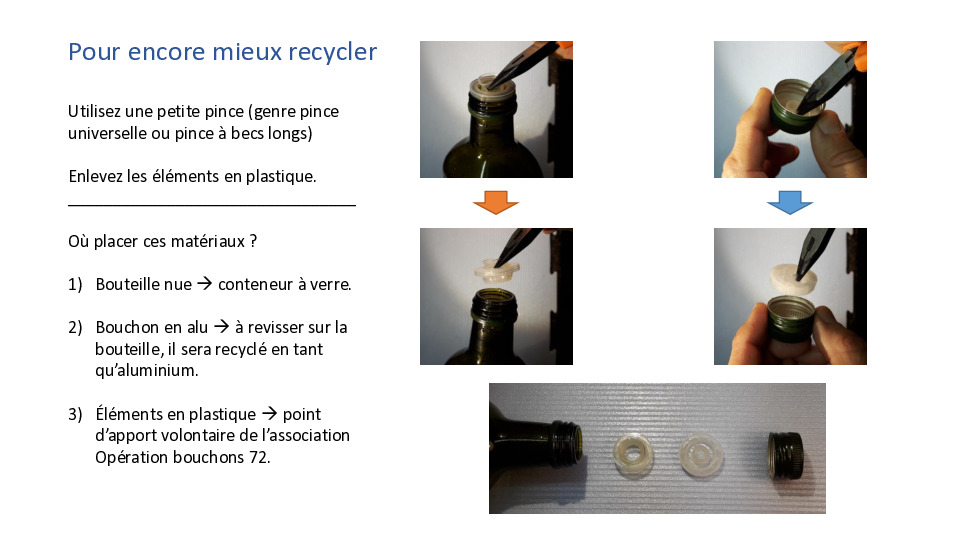 Pour encore mieux recycler
Utilisez une petite pince (genre pince
universelle ou pince à becs longs)
Enlevez les éléments en plastique.
Où placer ces matériaux ?
1) Bouteille nue → conteneur à verre.
2) Bouchon en alu → à revisser sur la
bouteille, il sera recyclé en tant
qu’aluminium.
3) Éléments en plastique → point
d’apport volontaire de l’association
Opération bouchons 72.